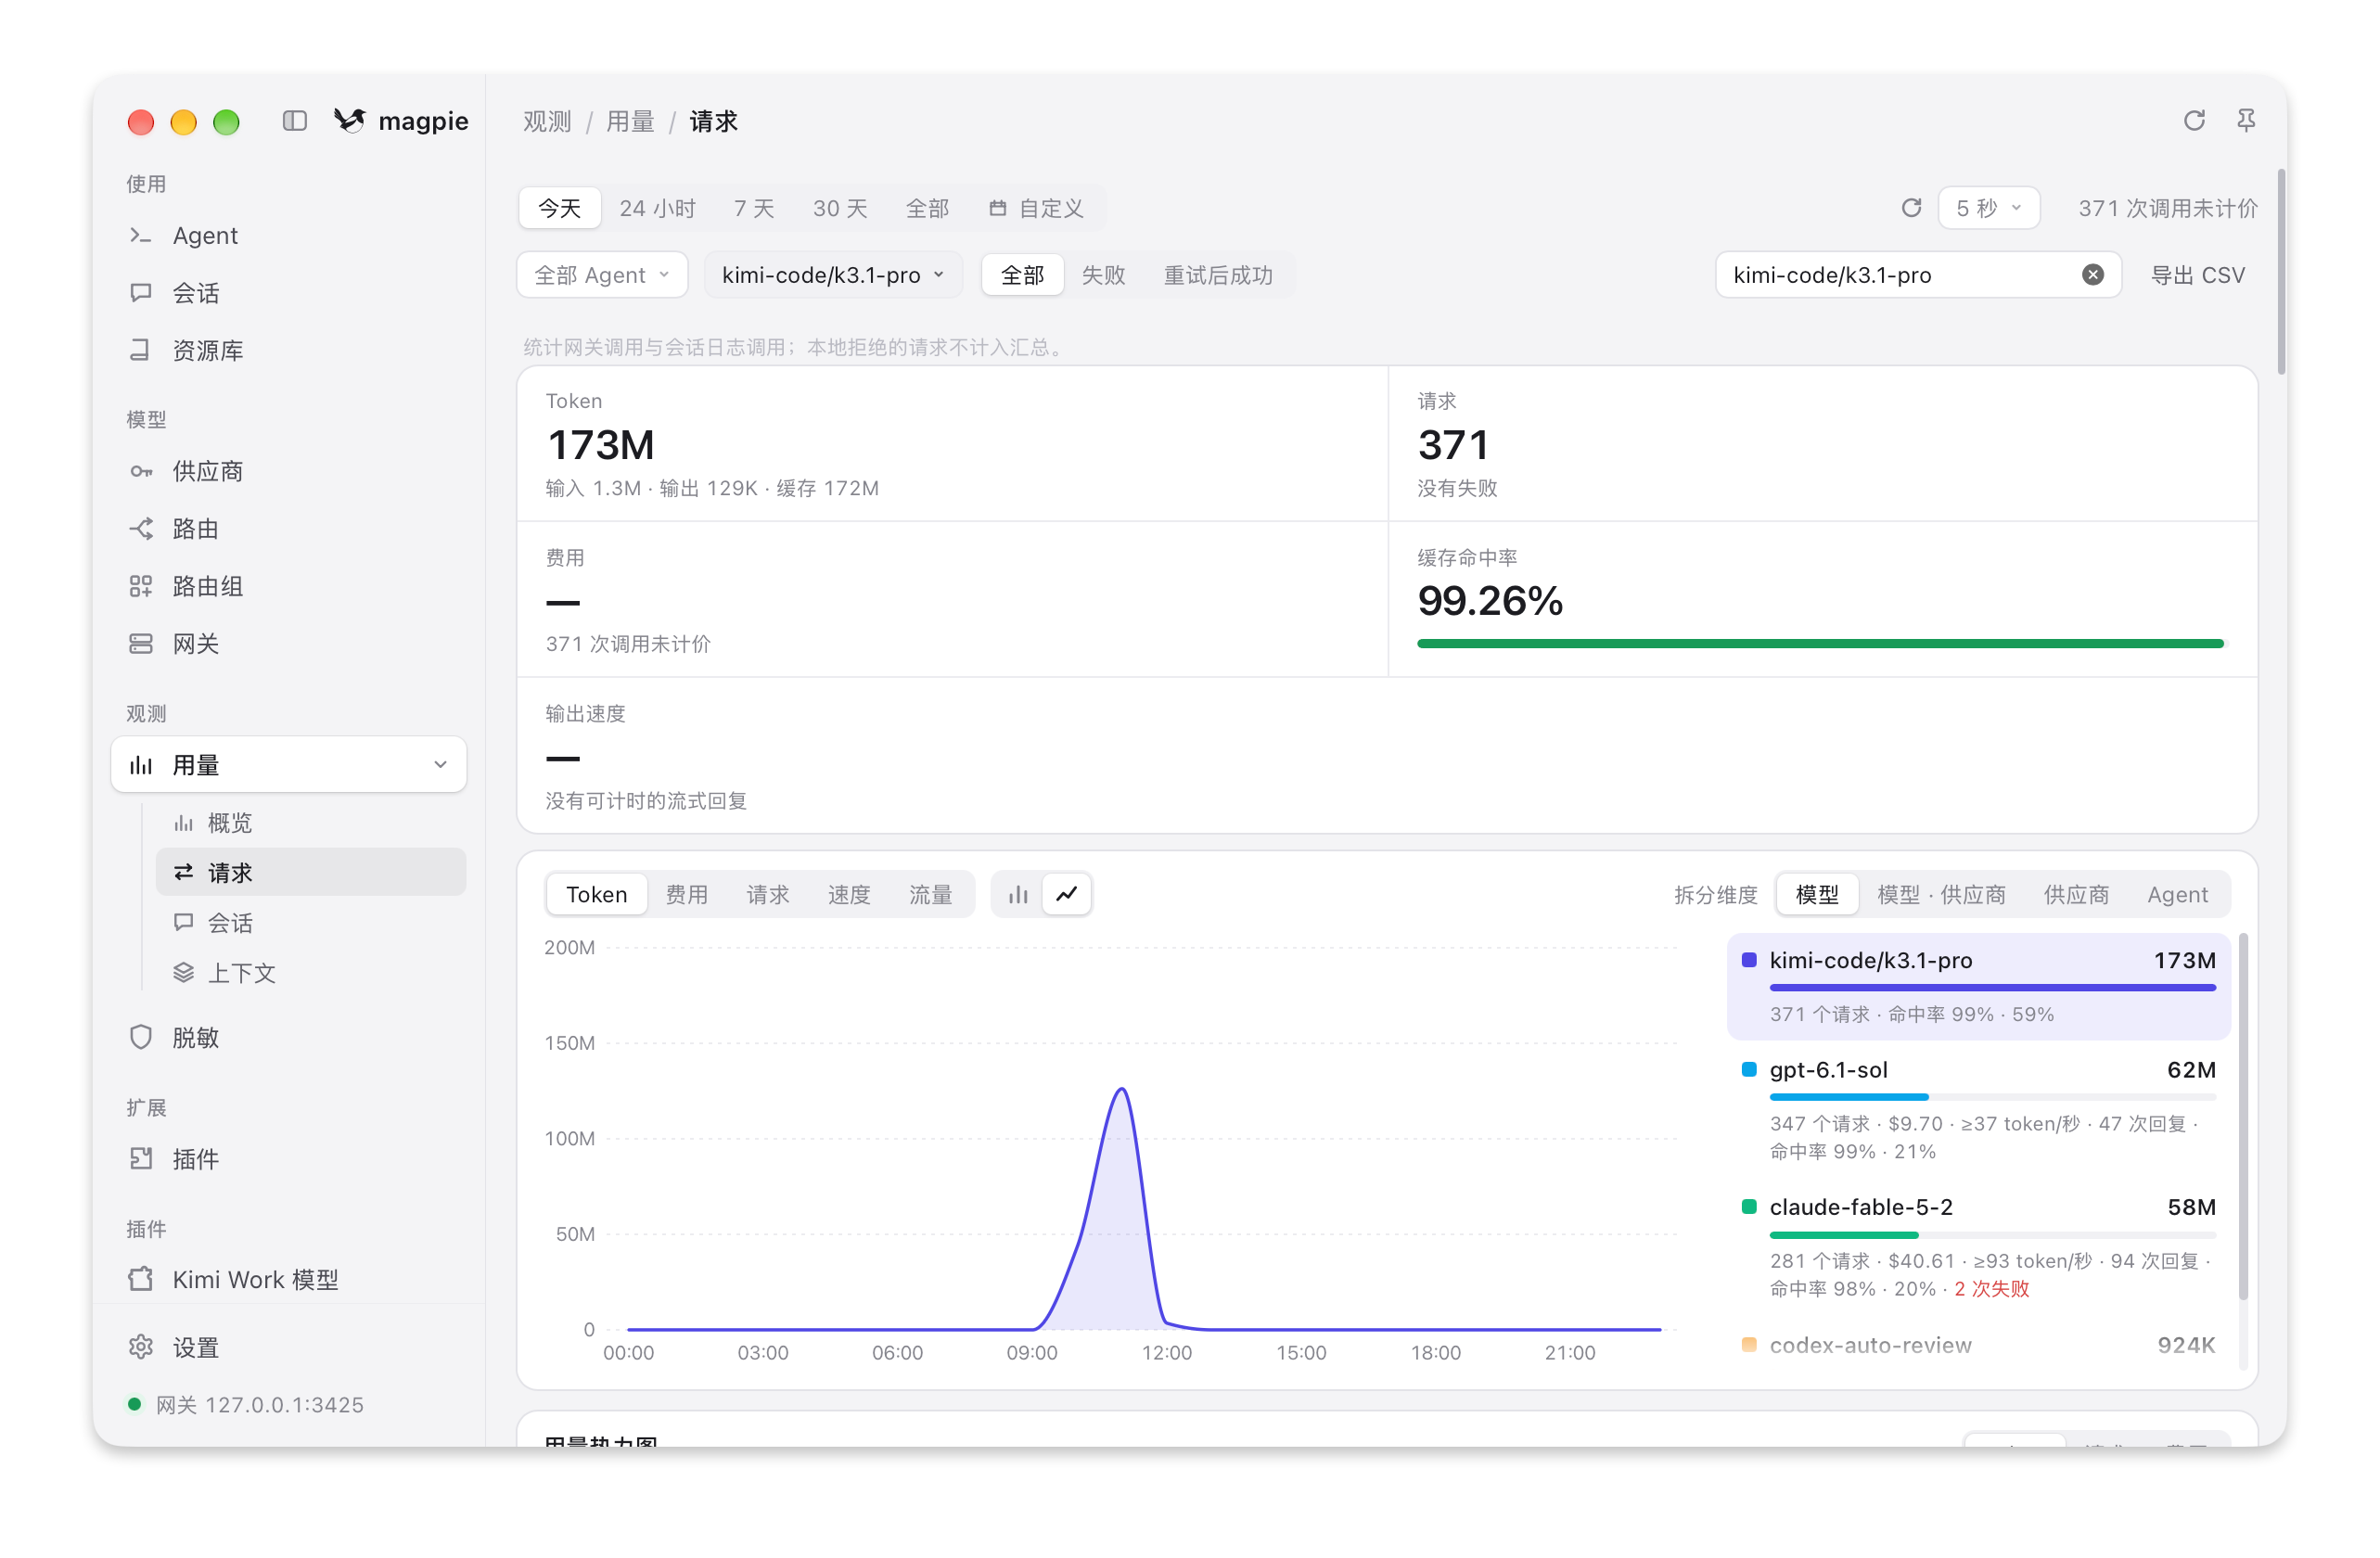 magpie
使用
Agent
会话
资源库
模型
供应商
路由
路由组
网关
观测
用量
概览
请求
会话
上下文
脱敏
扩展
插件
插件
Kimi Work 模型
设置
网关 127.0.0.1:3425
观测 / 用量 / 请求
今天 24 小时 7 天 30 天 全部 自定义
5 秒 371 次调用未计价
全部 Agent kimi-code/k3.1-pro 全部 失败 重试后成功
kimi-code/k3.1-pro 导出 CSV
统计网关调用与会话日志调用；本地拒绝的请求不计入汇总。
Token
173M
输入 1.3M · 输出 129K · 缓存 172M
请求
371
没有失败
费用
—
371 次调用未计价
缓存命中率
99.26%
输出速度
—
没有可计时的流式回复
Token 费用 请求 速度 流量
拆分维度 模型 模型 · 供应商 供应商 Agent
200M
150M
100M
50M
0
00:00 03:00 06:00 09:00 12:00 15:00 18:00 21:00
kimi-code/k3.1-pro 173M
371 个请求 · 命中率 99% · 59%
gpt-6.1-sol 62M
347 个请求 · $9.70 · ≥37 token/秒 · 47 次回复 ·
命中率 99% · 21%
claude-fable-5-2 58M
281 个请求 · $40.61 · ≥93 token/秒 · 94 次回复 ·
命中率 98% · 20% · 2 次失败
codex-auto-review 924K
用量热力图